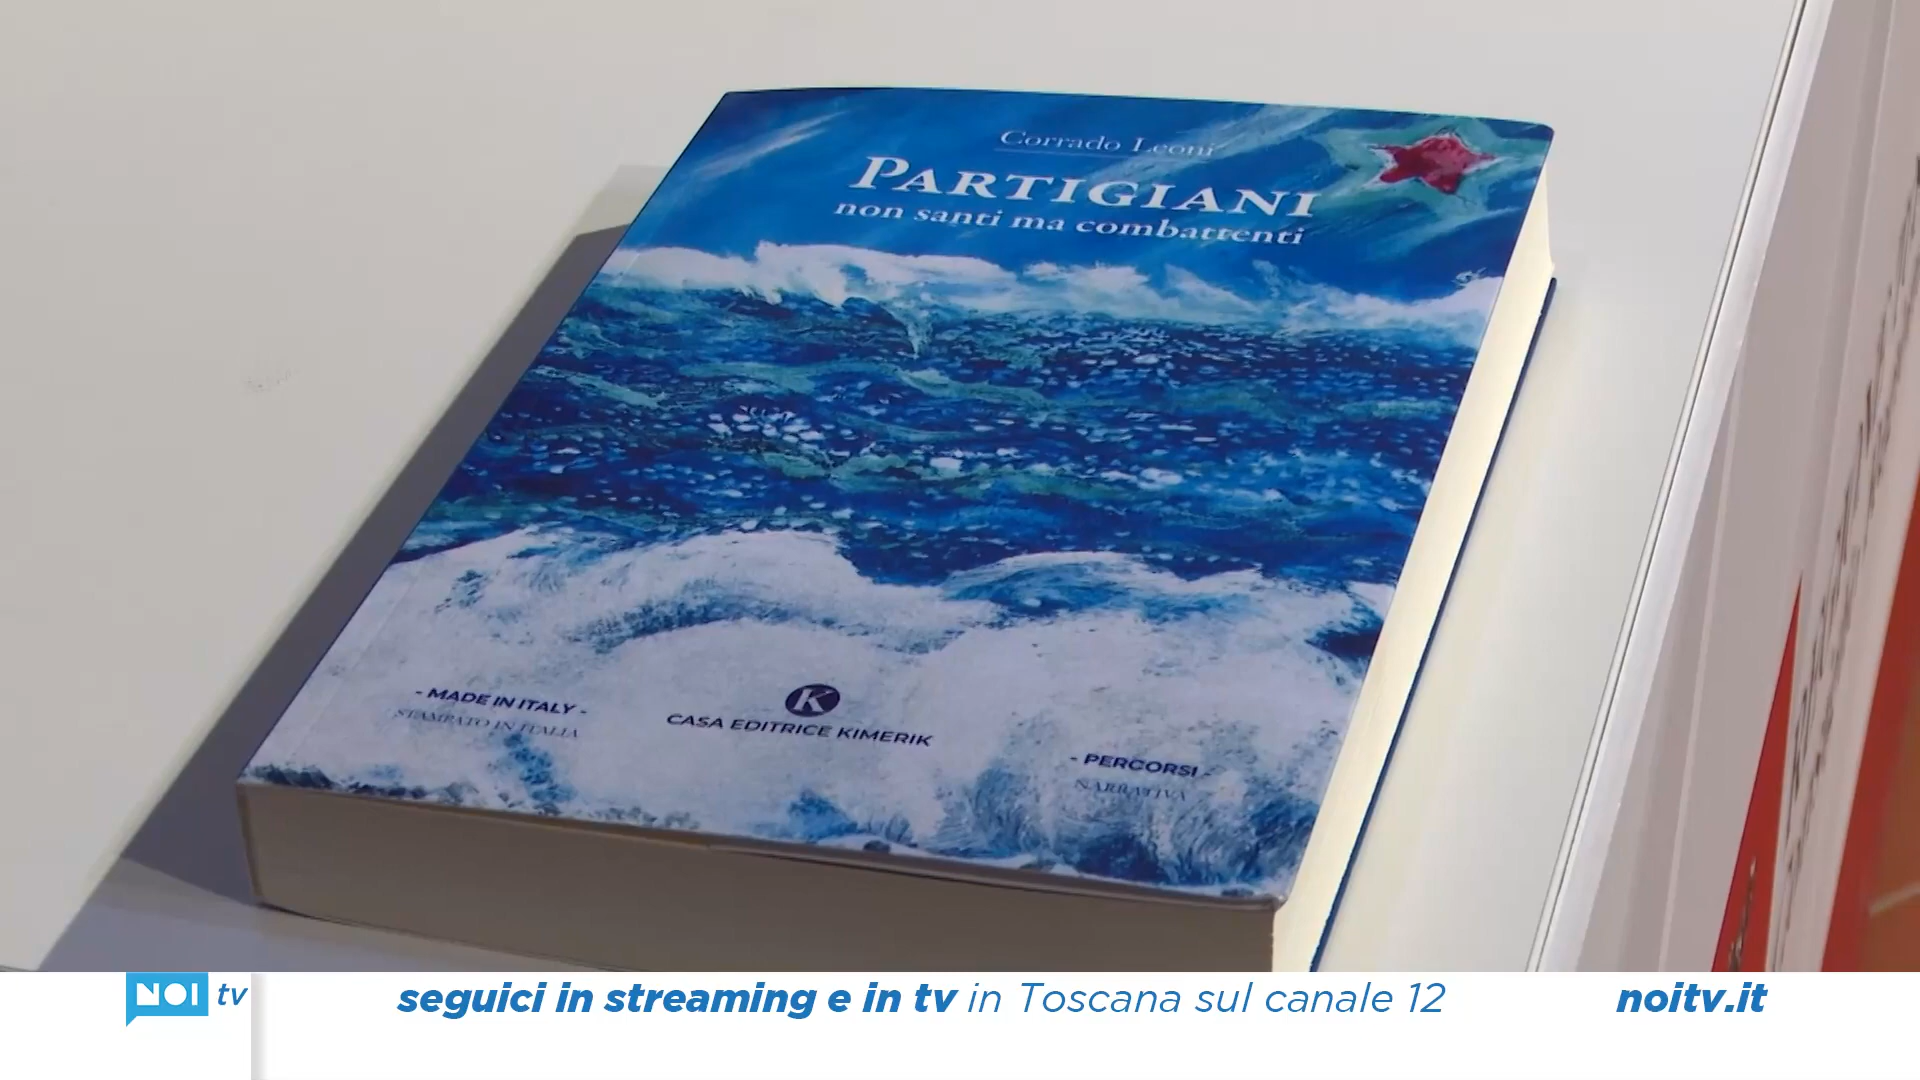 Corrado Leoni
PARTIGIANI
non santi ma combattenti
- MADE IN ITALY -
STAMPATO IN ITALIA
K
CASA EDITRICE KIMERIK
- PERCORSI -
NARRATIVA
NOI tv
seguici in streaming e in tv in Toscana sul canale 12
noitv.it